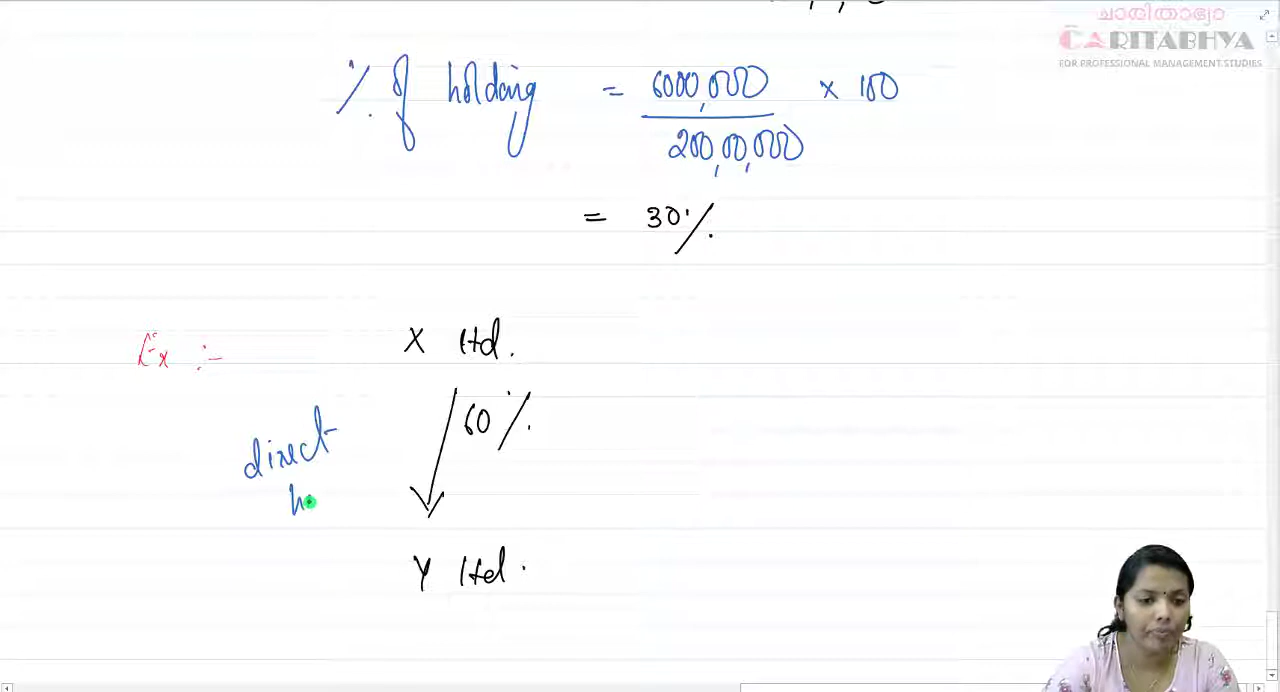 ചാരിതാഭ്യാ
CARITABHYA
FOR PROFESSIONAL MANAGEMENT STUDIES
% of holding = 6000,000 x 100
200,00,000
= 30%
Ex :- X ltd.
60%
direct
h
Y ltd.